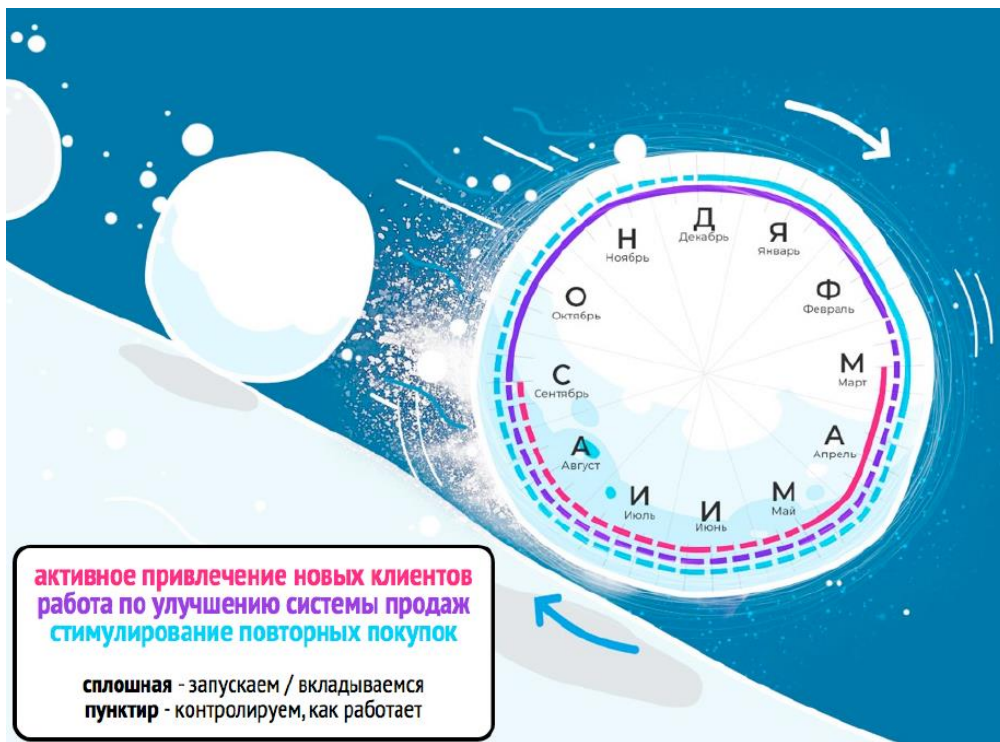 Д
Декабрь
Я
Январь
Ф
Февраль
М
Март
А
Апрель
М
Май
И
Июнь
И
Июль
А
Август
С
Сентябрь
О
Октябрь
Н
Ноябрь
активное привлечение новых клиентов
работа по улучшению системы продаж
стимулирование повторных покупок
сплошная - запускаем / вкладываемся
пунктир - контролируем, как работает